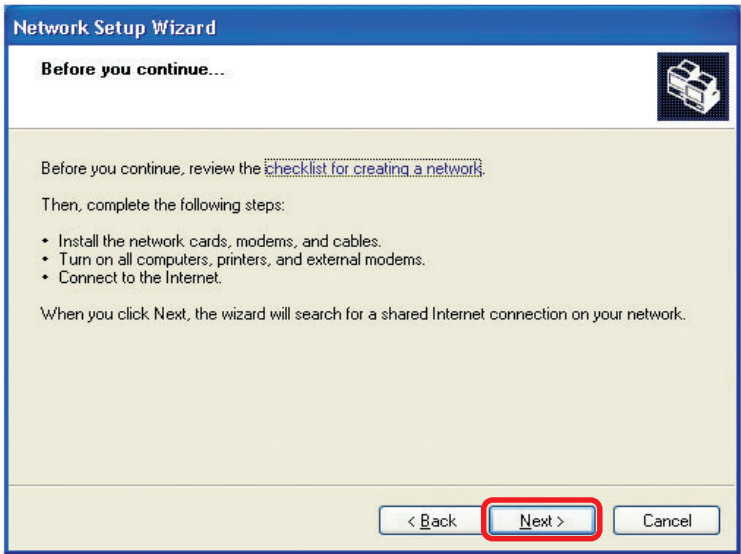 Network Setup Wizard
Before you continue...
Before you continue, review the checklist for creating a network.
Then, complete the following steps:
• Install the network cards, modems, and cables.
• Turn on all computers, printers, and external modems.
• Connect to the Internet.
When you click Next, the wizard will search for a shared Internet connection on your network.
< Back Next > Cancel